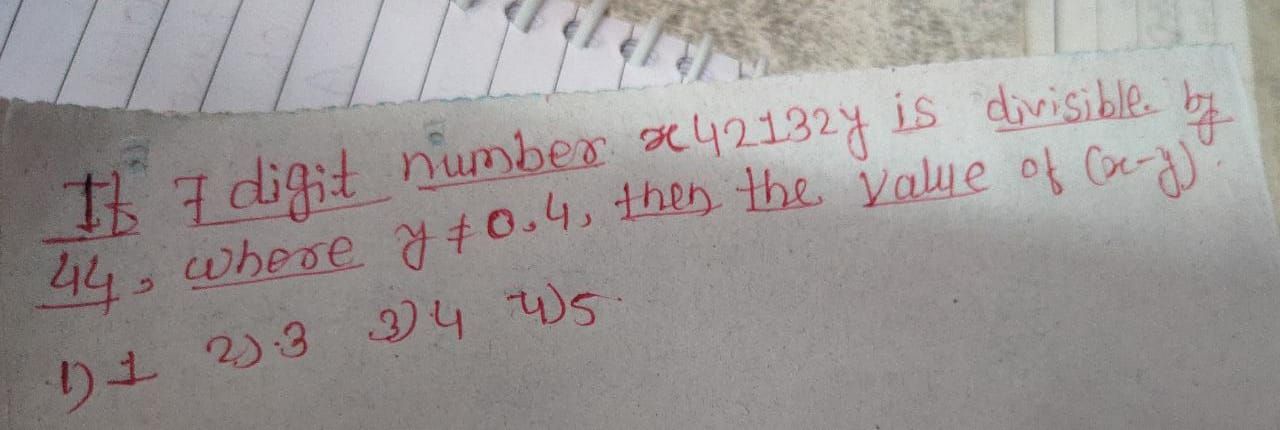 If 7 digit number x42132y is divisible by
44, where y ≠ 0,4, then the value of (x-y).
1) 1 2) 3 3) 4 4) 5